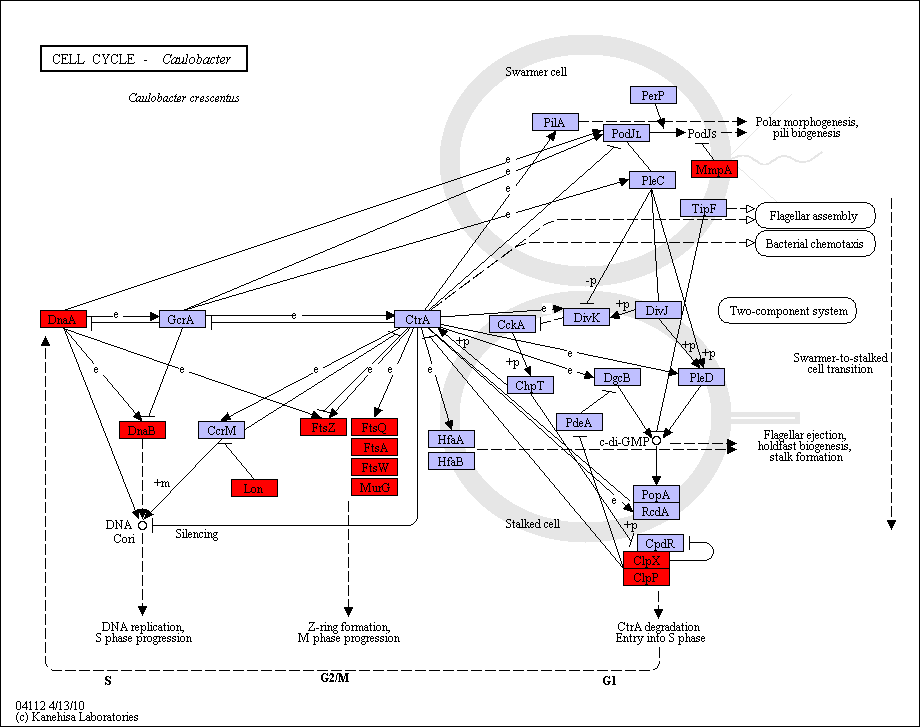 CELL CYCLE - Caulobacter
Caulobacter crescentus
Swarmer cell
PerP
PilA
PodJL
PodJS
Polar morphogenesis,
pili biogenesis
MmpA
PleC
TipF
Flagellar assembly
Bacterial chemotaxis
e
e
e
e
-p
DnaA
e
GcrA
e
CtrA
e
DivK
+p
DivJ
Two-component system
CckA
+p
+p
+p
+p
Swarmer-to-stalked
cell transition
e
e
e
e
e
e
e
e
ChpT
DgcB
PleD
DnaB
CcrM
FtsZ
FtsQ
FtsA
FtsW
MurG
HfaA
HfaB
PdeA
c-di-GMP
Flagellar ejection,
holdfast biogenesis,
stalk formation
Lon
+m
PopA
RcdA
e
+p
DNA
Cori
Silencing
Stalked cell
CpdR
ClpX
ClpP
DNA replication,
S phase progression
Z-ring formation,
M phase progression
CtrA degradation
Entry into S phase
S
G2/M
G1
04112 4/13/10
(c) Kanehisa Laboratories